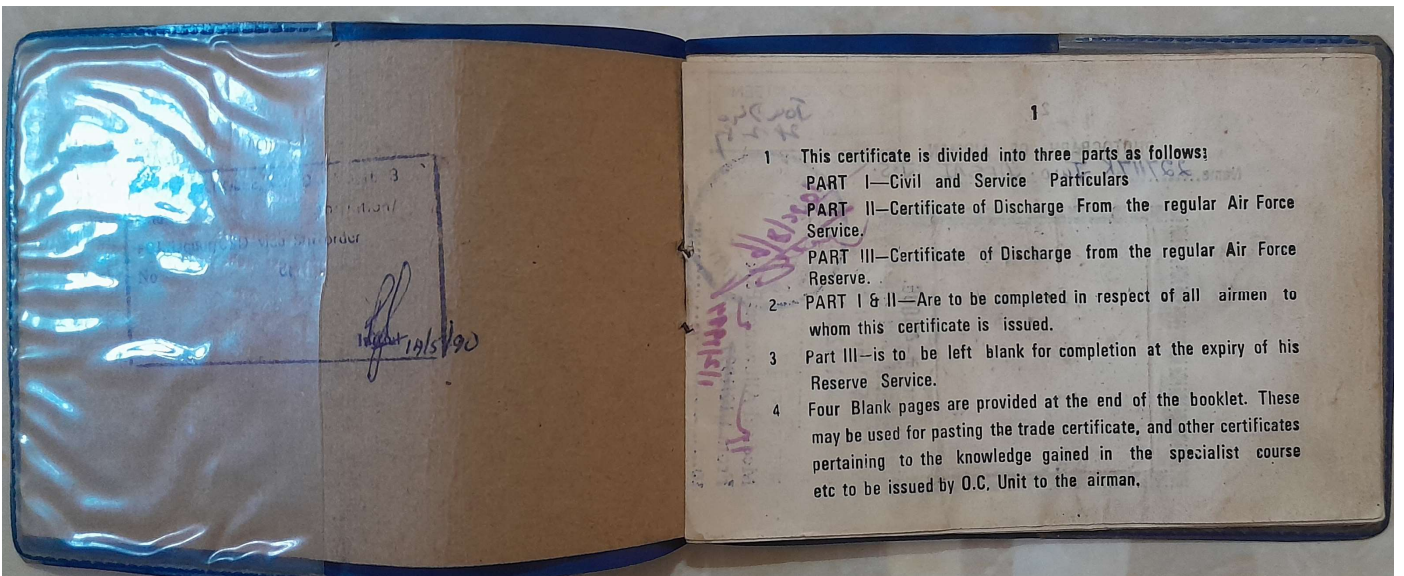 order
No
14/5/90
1
1 This certificate is divided into three parts as follows:
PART I—Civil and Service Particulars
PART II—Certificate of Discharge From the regular Air Force
Service.
PART III—Certificate of Discharge from the regular Air Force
Reserve.
2 PART I & II—Are to be completed in respect of all airmen to
whom this certificate is issued.
3 Part III—is to be left blank for completion at the expiry of his
Reserve Service.
4 Four Blank pages are provided at the end of the booklet. These
may be used for pasting the trade certificate, and other certificates
pertaining to the knowledge gained in the specialist course
etc to be issued by O.C. Unit to the airman.